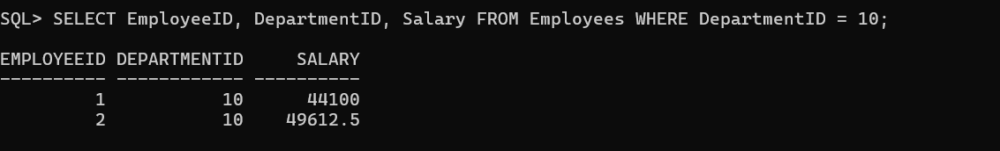 SQL> SELECT EmployeeID, DepartmentID, Salary FROM Employees WHERE DepartmentID = 10;
EMPLOYEEID DEPARTMENTID     SALARY
---------- ------------ ----------
         1           10      44100
         2           10    49612.5